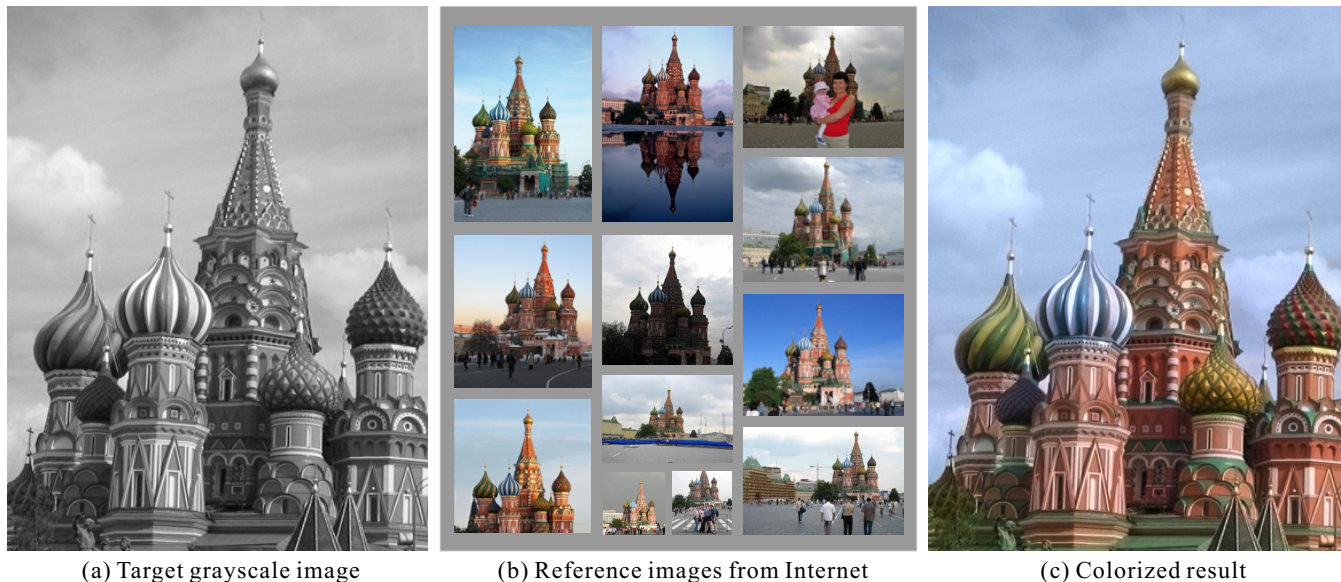 (a) Target grayscale image
(b) Reference images from Internet
(c) Colorized result